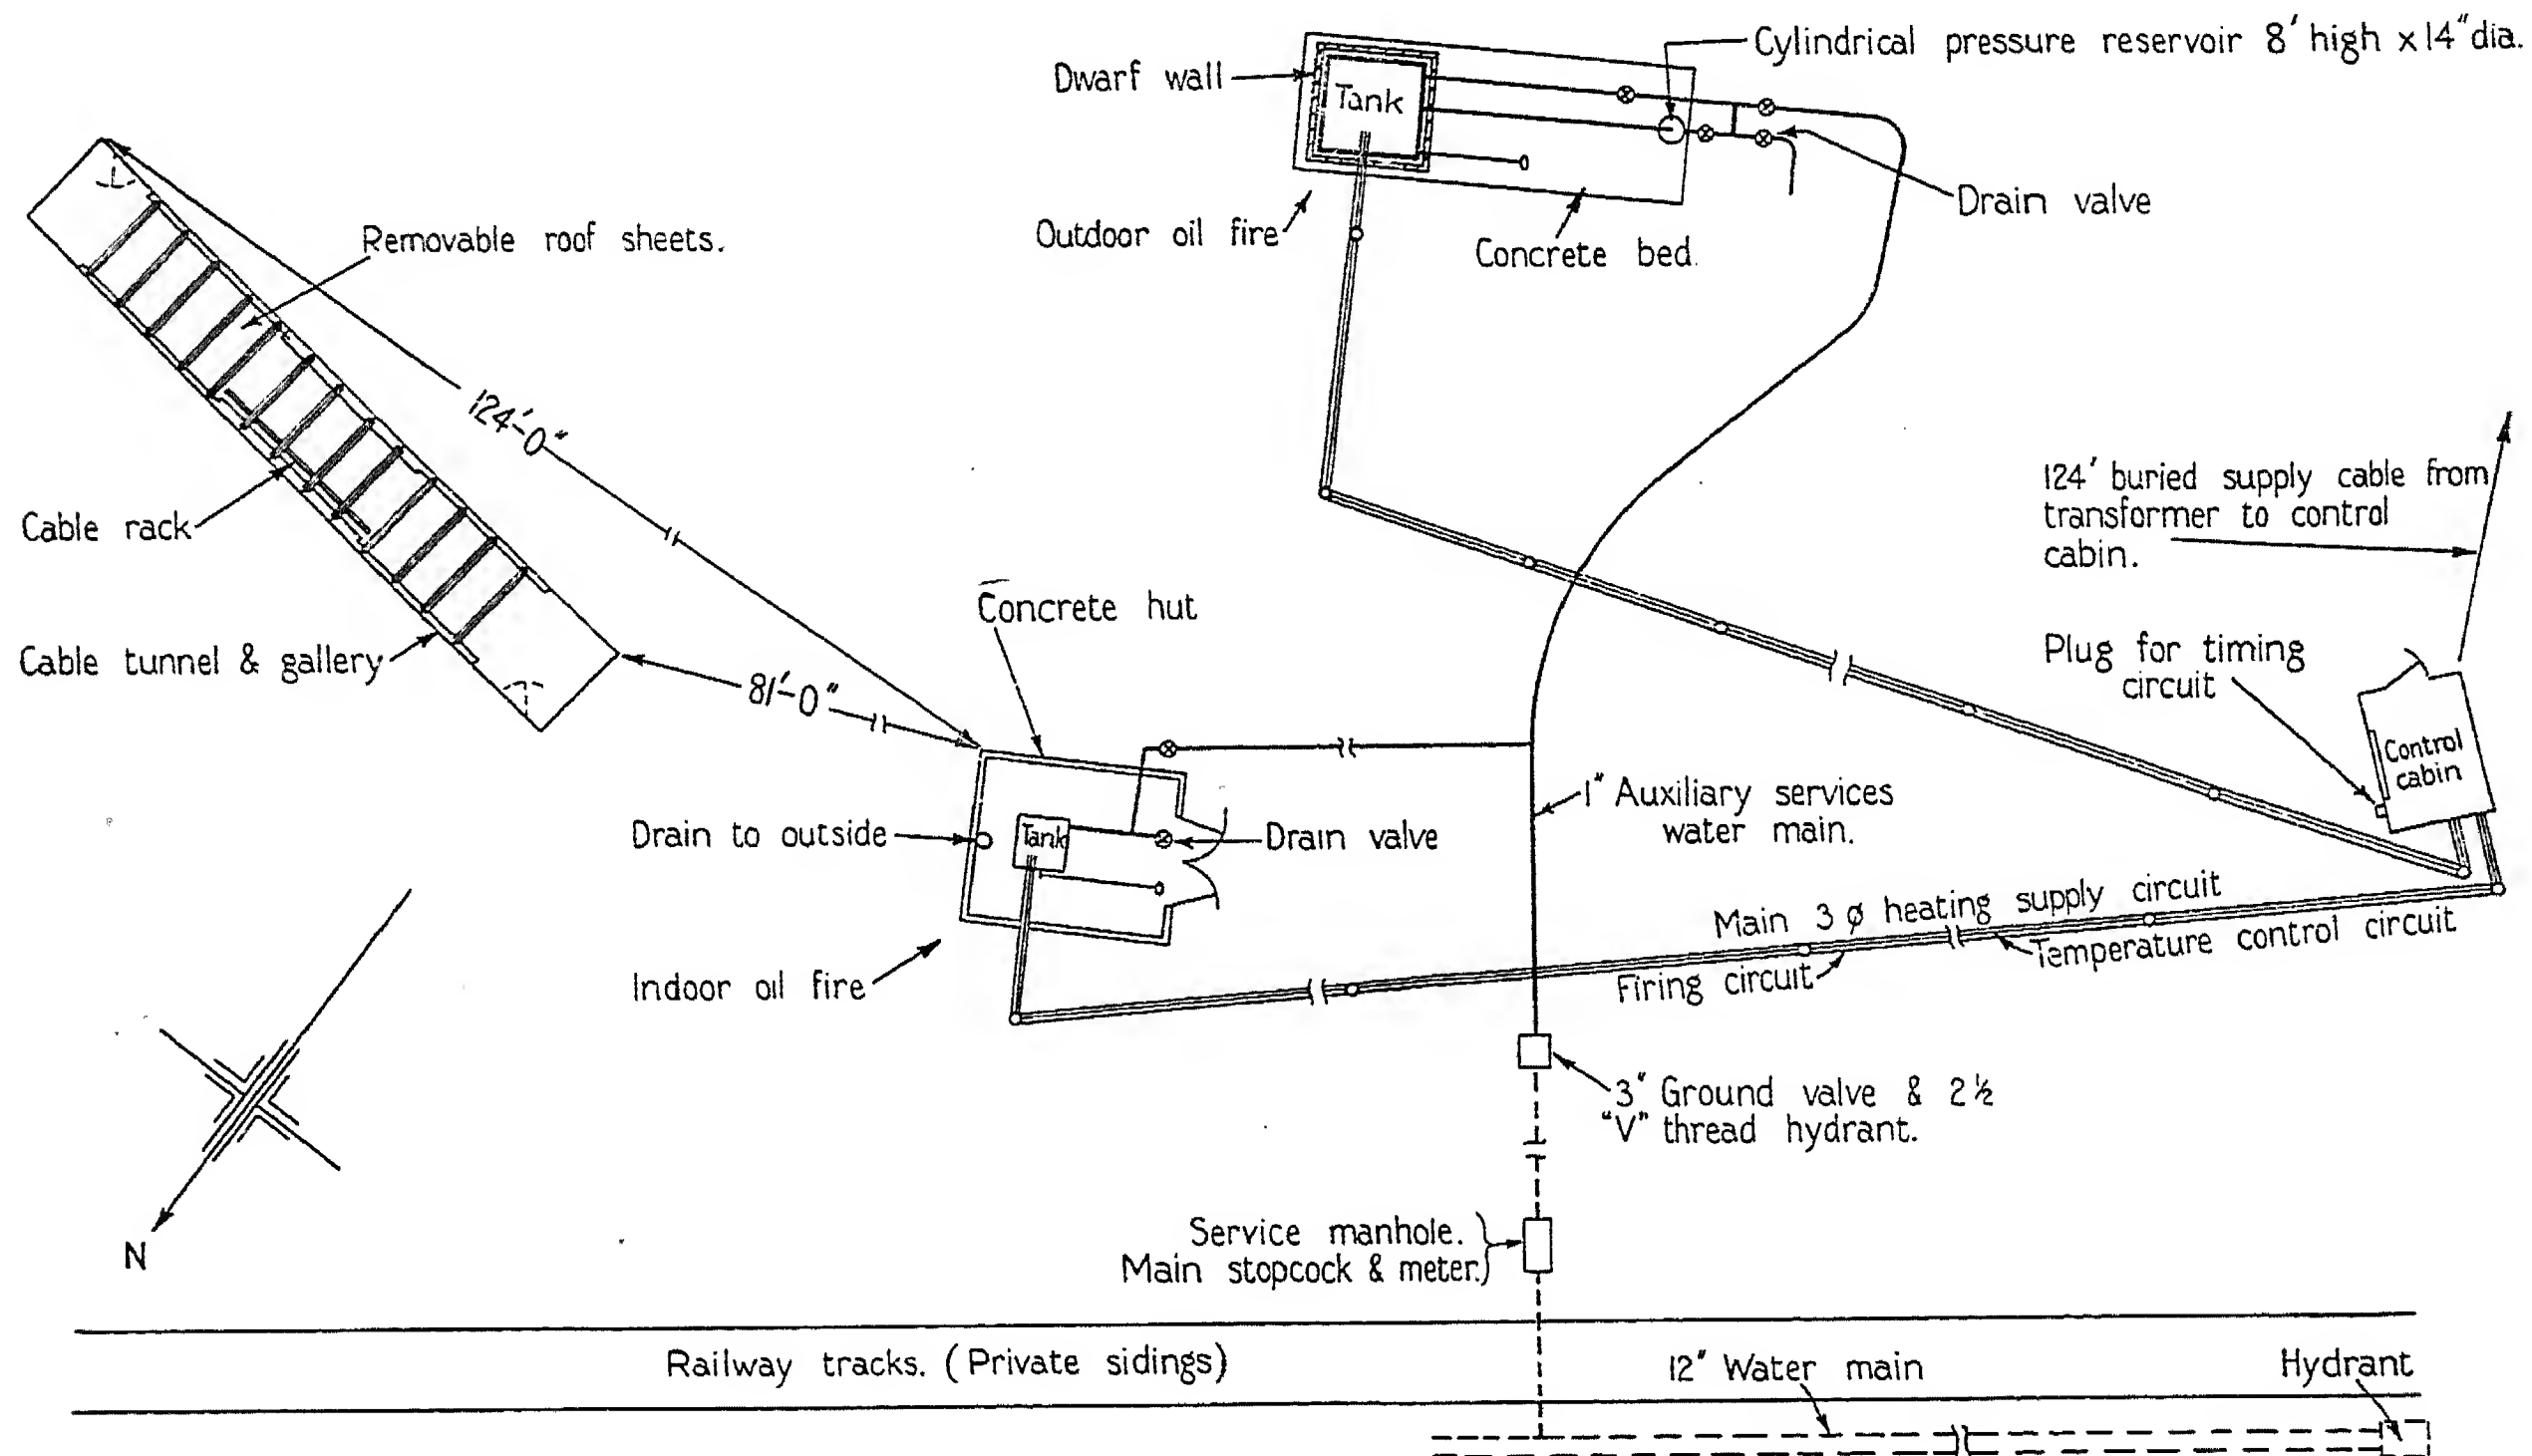 Cylindrical pressure reservoir 8' high x 14" dia.
Dwarf wall
Tank
Drain valve
Outdoor oil fire
Concrete bed.
Removable roof sheets.
124'-0"
Cable rack
Cable tunnel & gallery
81'-0"
Concrete hut
124' buried supply cable from
transformer to control
cabin.
Plug for timing
circuit
Control
cabin
1" Auxiliary services
water main.
Drain to outside
Tank
Drain valve
Main 3 ø heating supply circuit
Temperature control circuit
Firing circuit
Indoor oil fire
3" Ground valve & 2½
"V" thread hydrant.
N
Service manhole.
Main stopcock & meter.
Railway tracks. (Private sidings)
12" Water main
Hydrant